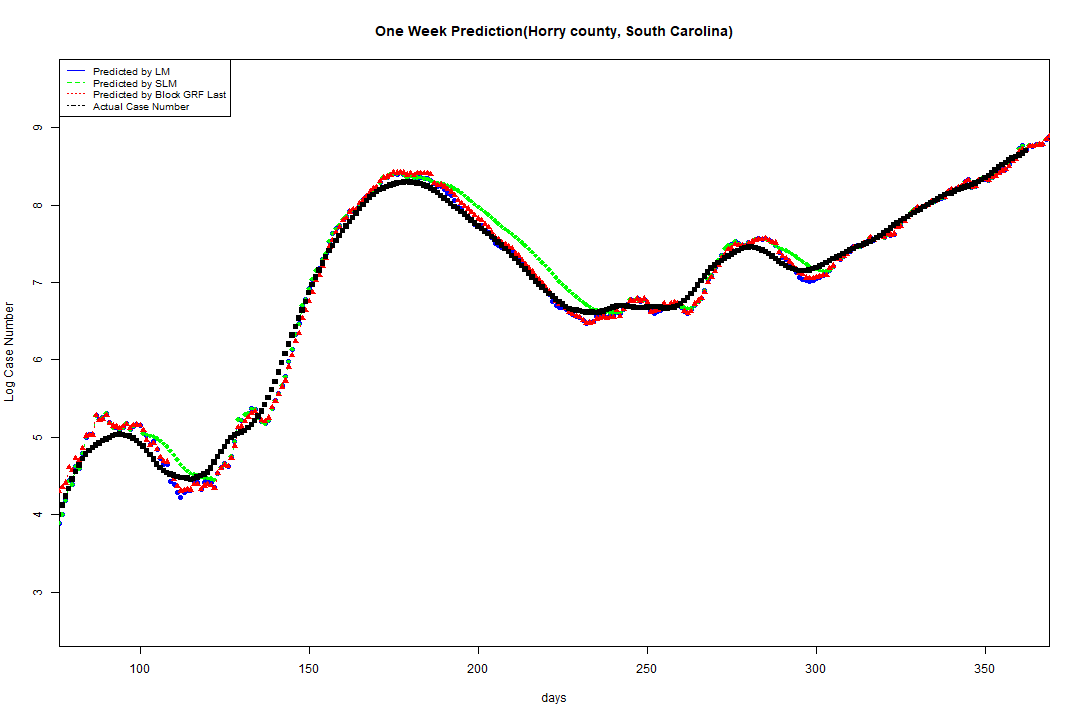 One Week Prediction(Horry county, South Carolina)
Predicted by LM
Predicted by SLM
Predicted by Block GRF Last
Actual Case Number
Log Case Number
9
8
7
6
5
4
3
100 150 200 250 300 350
days